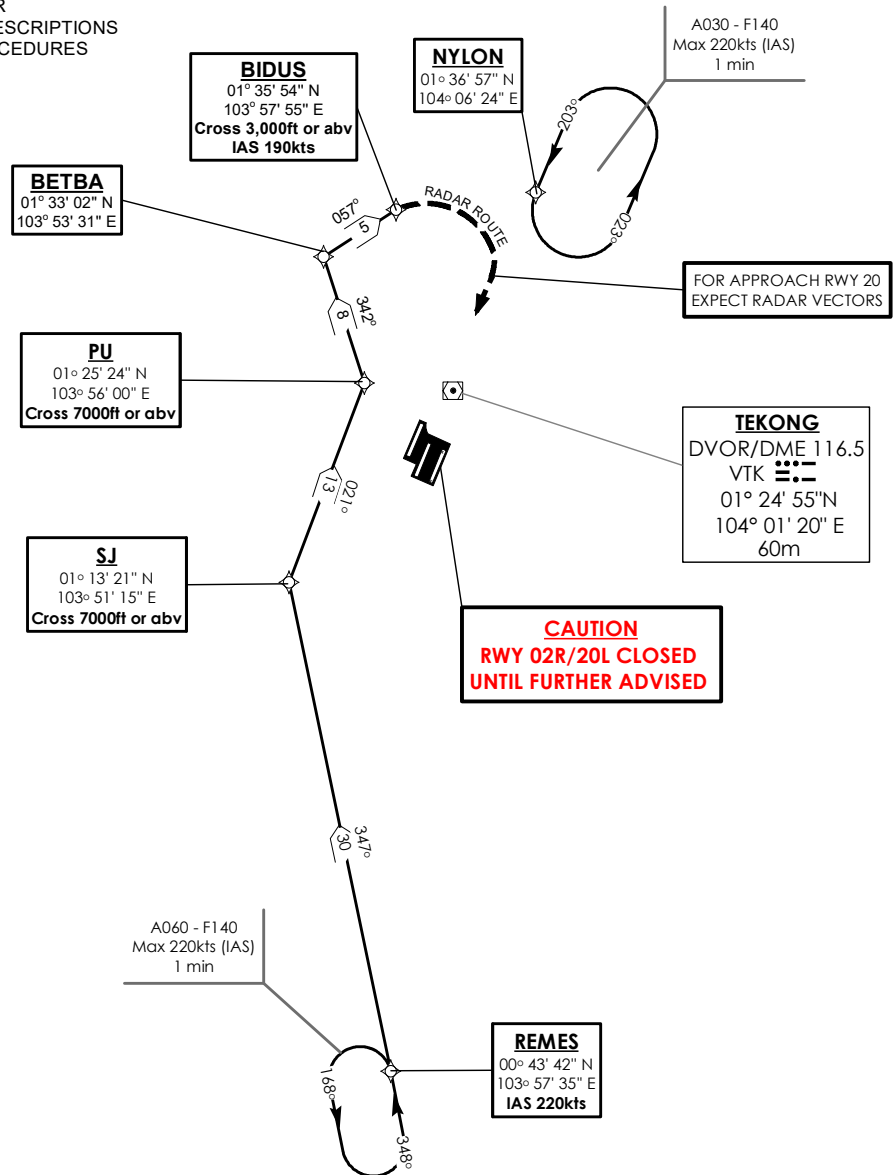 R
ESCRIPTIONS
CEDURES
A030 - F140
Max 220kts (IAS)
1 min
BIDUS
01° 35' 54" N
103° 57' 55" E
Cross 3,000ft or abv
IAS 190kts
NYLON
01° 36' 57" N
104° 06' 24" E
203°
023°
BETBA
01° 33' 02" N
103° 53' 31" E
057°
5
RADAR ROUTE
FOR APPROACH RWY 20
EXPECT RADAR VECTORS
342°
8
PU
01° 25' 24" N
103° 56' 00" E
Cross 7000ft or abv
TEKONG
DVOR/DME 116.5
VTK
01° 24' 55"N
104° 01' 20" E
60m
021°
13
SJ
01° 13' 21" N
103° 51' 15" E
Cross 7000ft or abv
CAUTION
RWY 02R/20L CLOSED
UNTIL FURTHER ADVISED
347°
30
A060 - F140
Max 220kts (IAS)
1 min
REMES
00° 43' 42" N
103° 57' 35" E
IAS 220kts
168°
348°